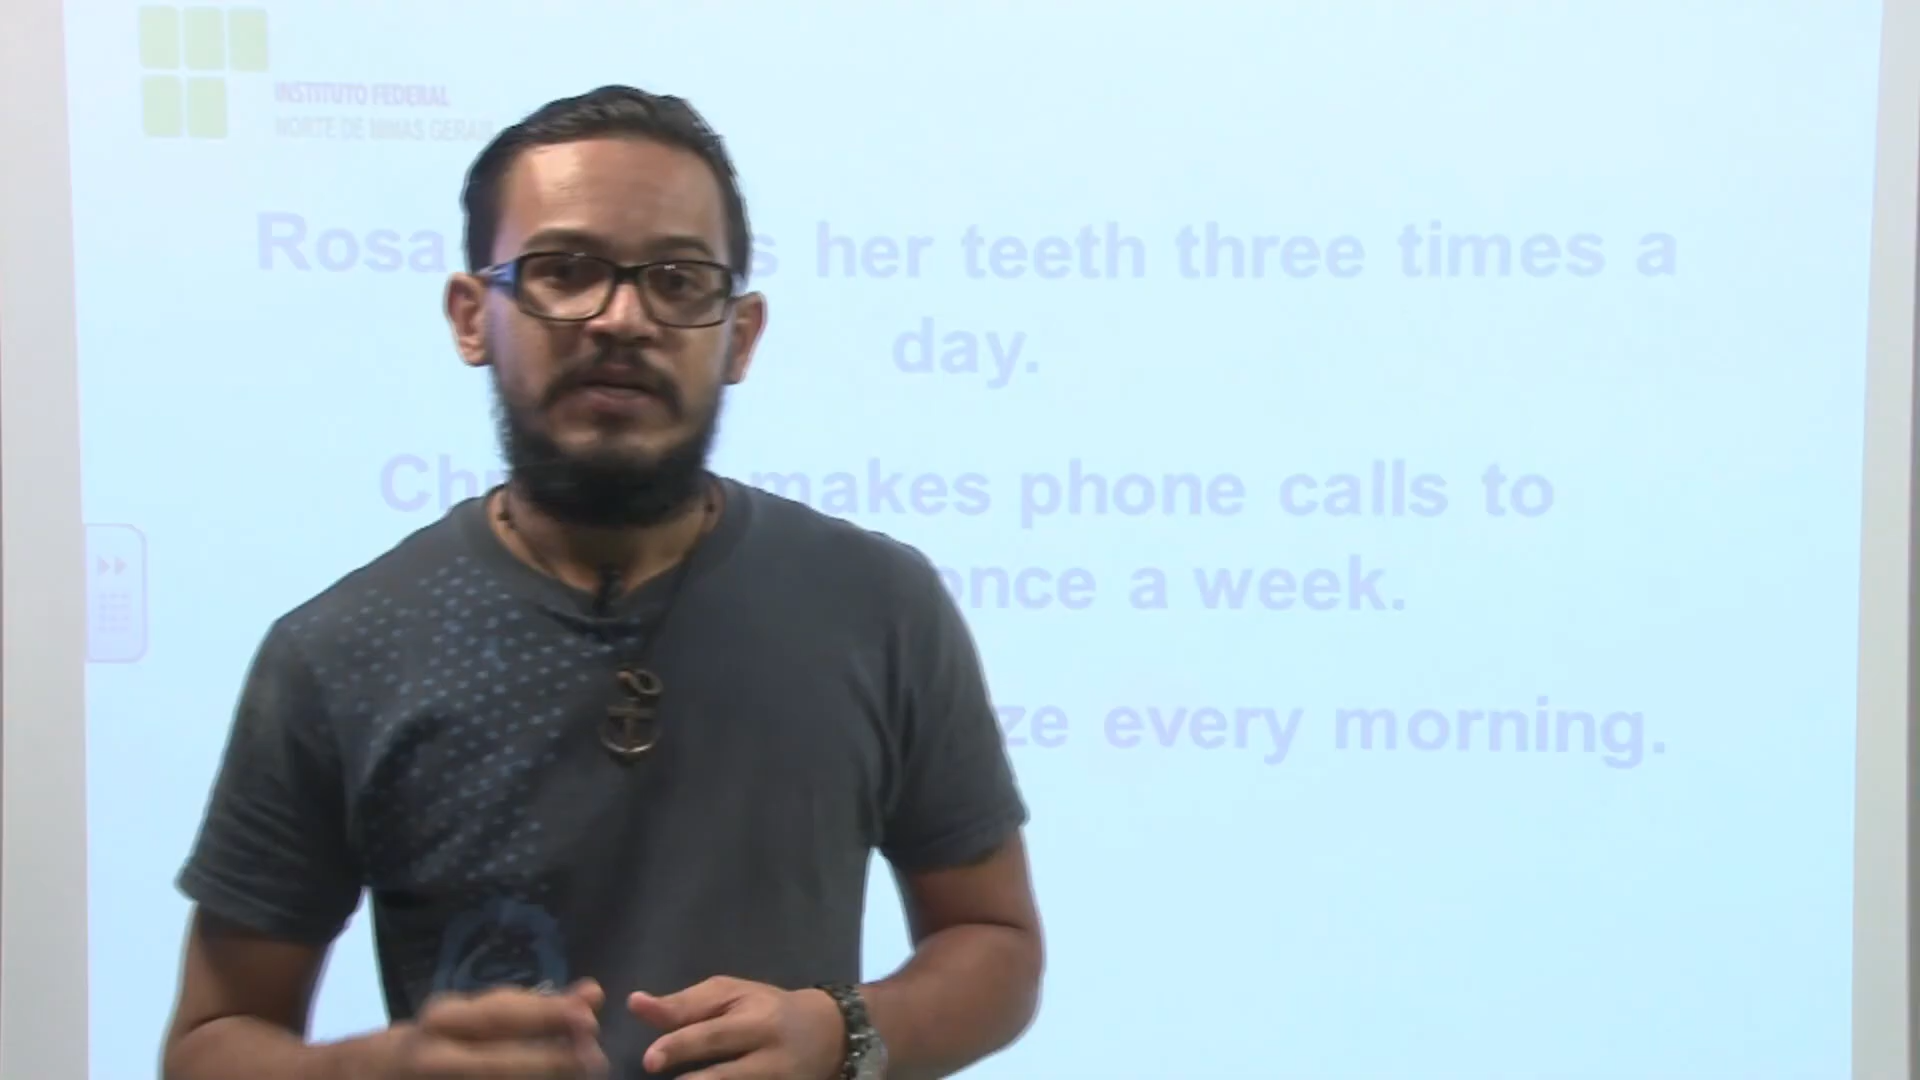 INSTITUTO FEDERAL
NORTE DE MINAS GERAIS
Rosa her teeth three times a
day.
makes phone calls to
once a week.
every morning.